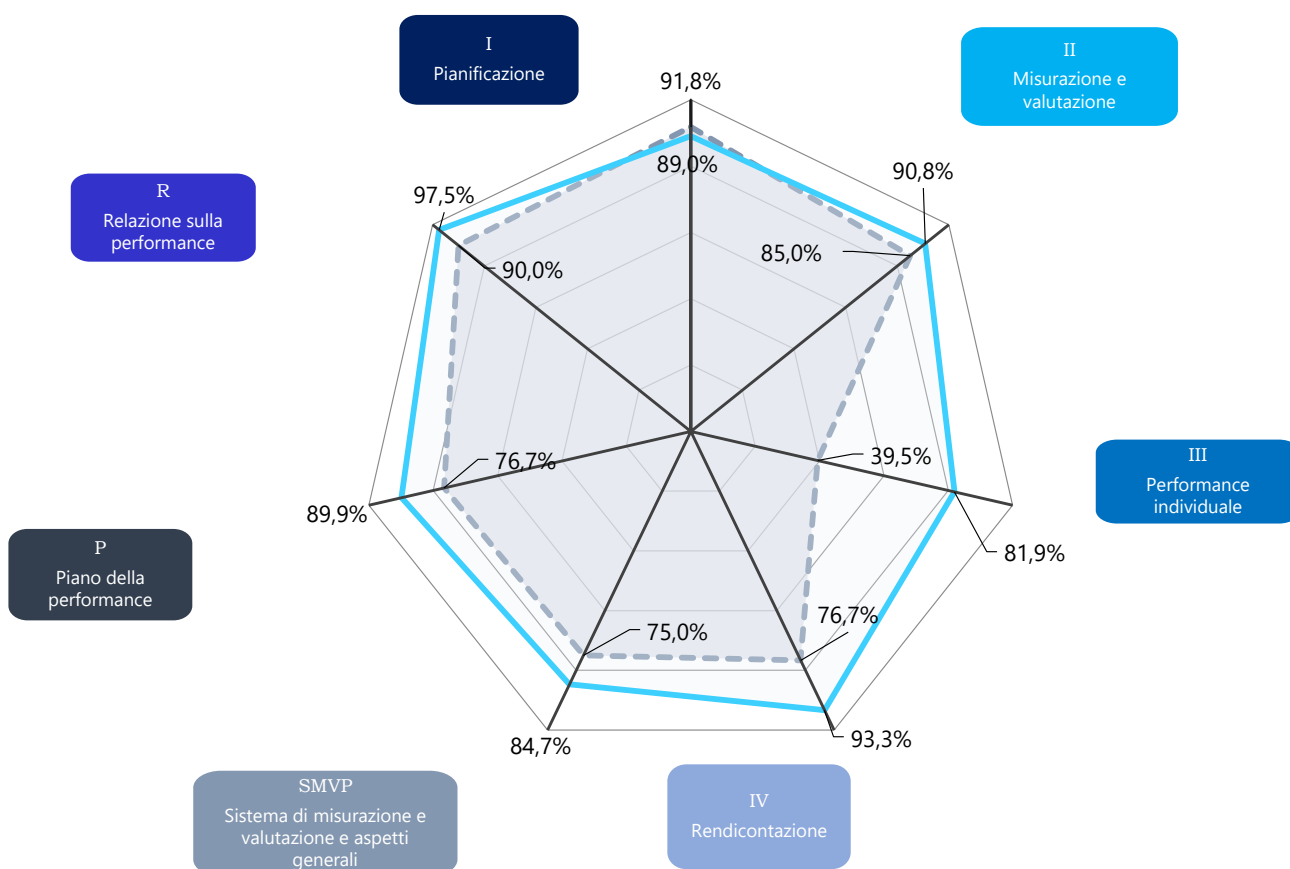 I
Pianificazione
II
Misurazione e
valutazione
91,8%
89,0%
90,8%
85,0%
R
Relazione sulla
performance
97,5%
90,0%
39,5%
III
Performance
individuale
81,9%
76,7%
89,9%
P
Piano della
performance
76,7%
75,0%
93,3%
84,7%
SMVP
Sistema di misurazione e
valutazione e aspetti
generali
IV
Rendicontazione